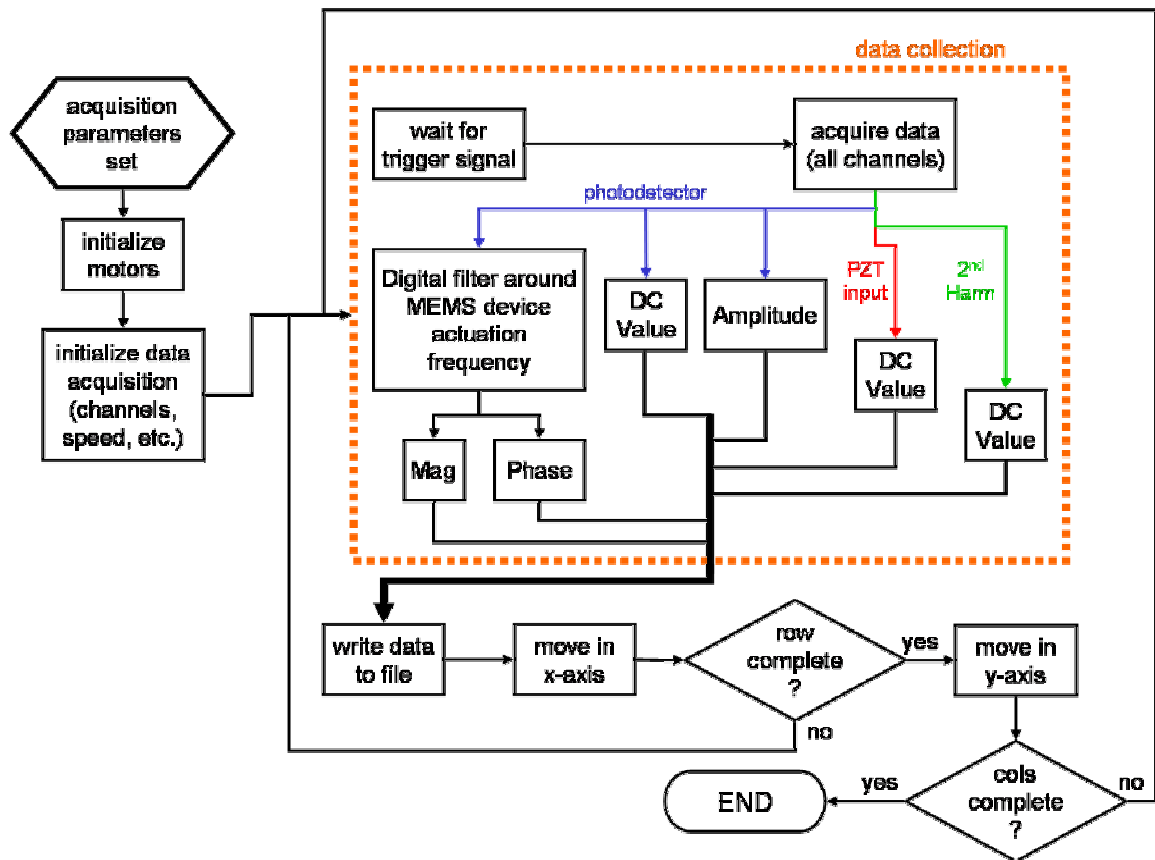 data collection
acquisition
parameters
set
wait for
trigger signal
acquire data
(all channels)
photodetector
initialize
motors
Digital filter around
MEMS device
actuation
frequency
DC
Value
Amplitude
PZT
input
2nd
Harm
initialize data
acquisition
(channels,
speed, etc.)
DC
Value
DC
Value
Mag
Phase
write data
to file
move in
x-axis
row
complete
?
yes
move in
y-axis
no
END
yes
cols
complete
?
no